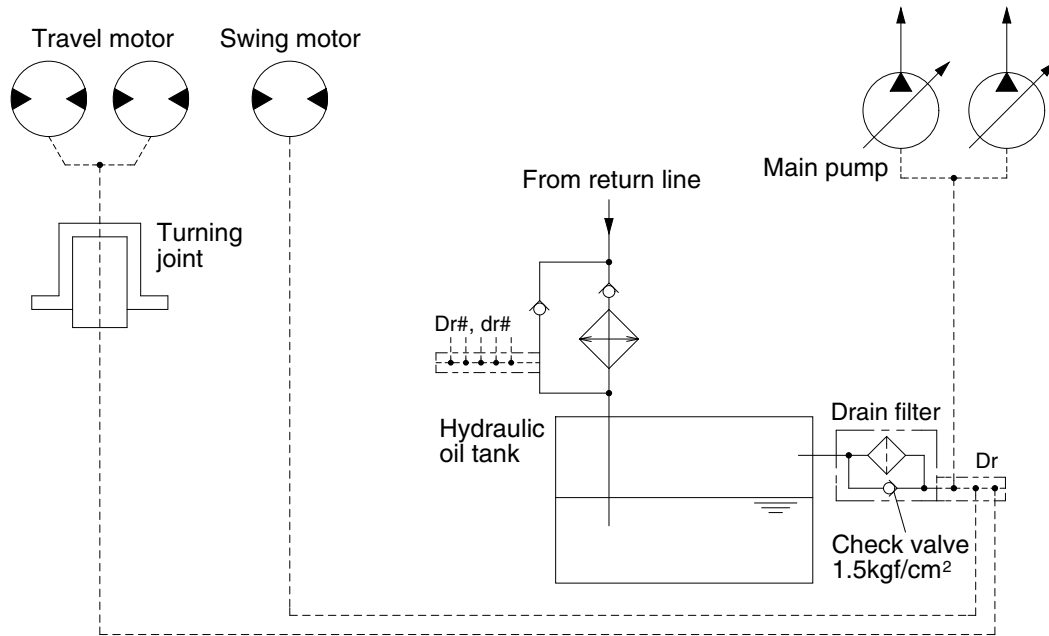 Travel motor
Swing motor
Main pump
From return line
Turning
joint
Dr#, dr#
Hydraulic
oil tank
Drain filter
Dr
Check valve
1.5kgf/cm²